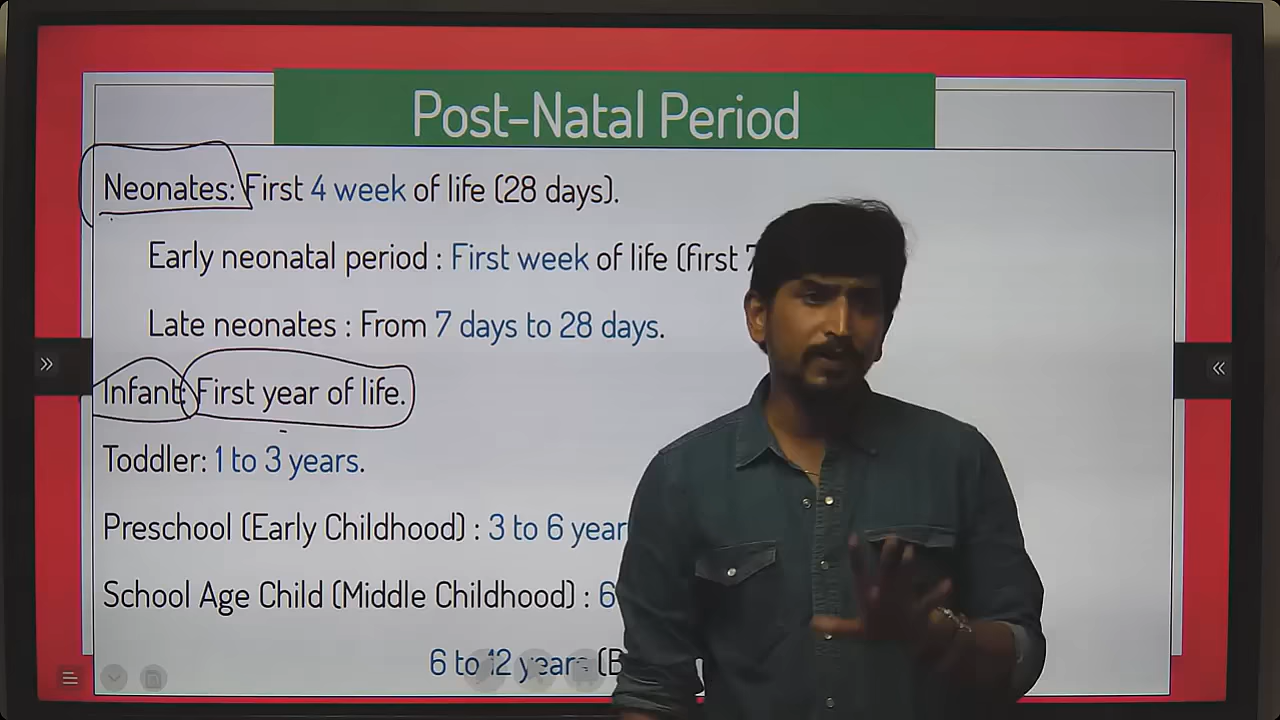 Post-Natal Period
Neonates: First 4 week of life (28 days).
Early neonatal period : First week of life (first 7
Late neonates : From 7 days to 28 days.
Infant: First year of life.
Toddler: 1 to 3 years.
Preschool (Early Childhood) : 3 to 6 year
School Age Child (Middle Childhood) : 6
6 to 12 years (B